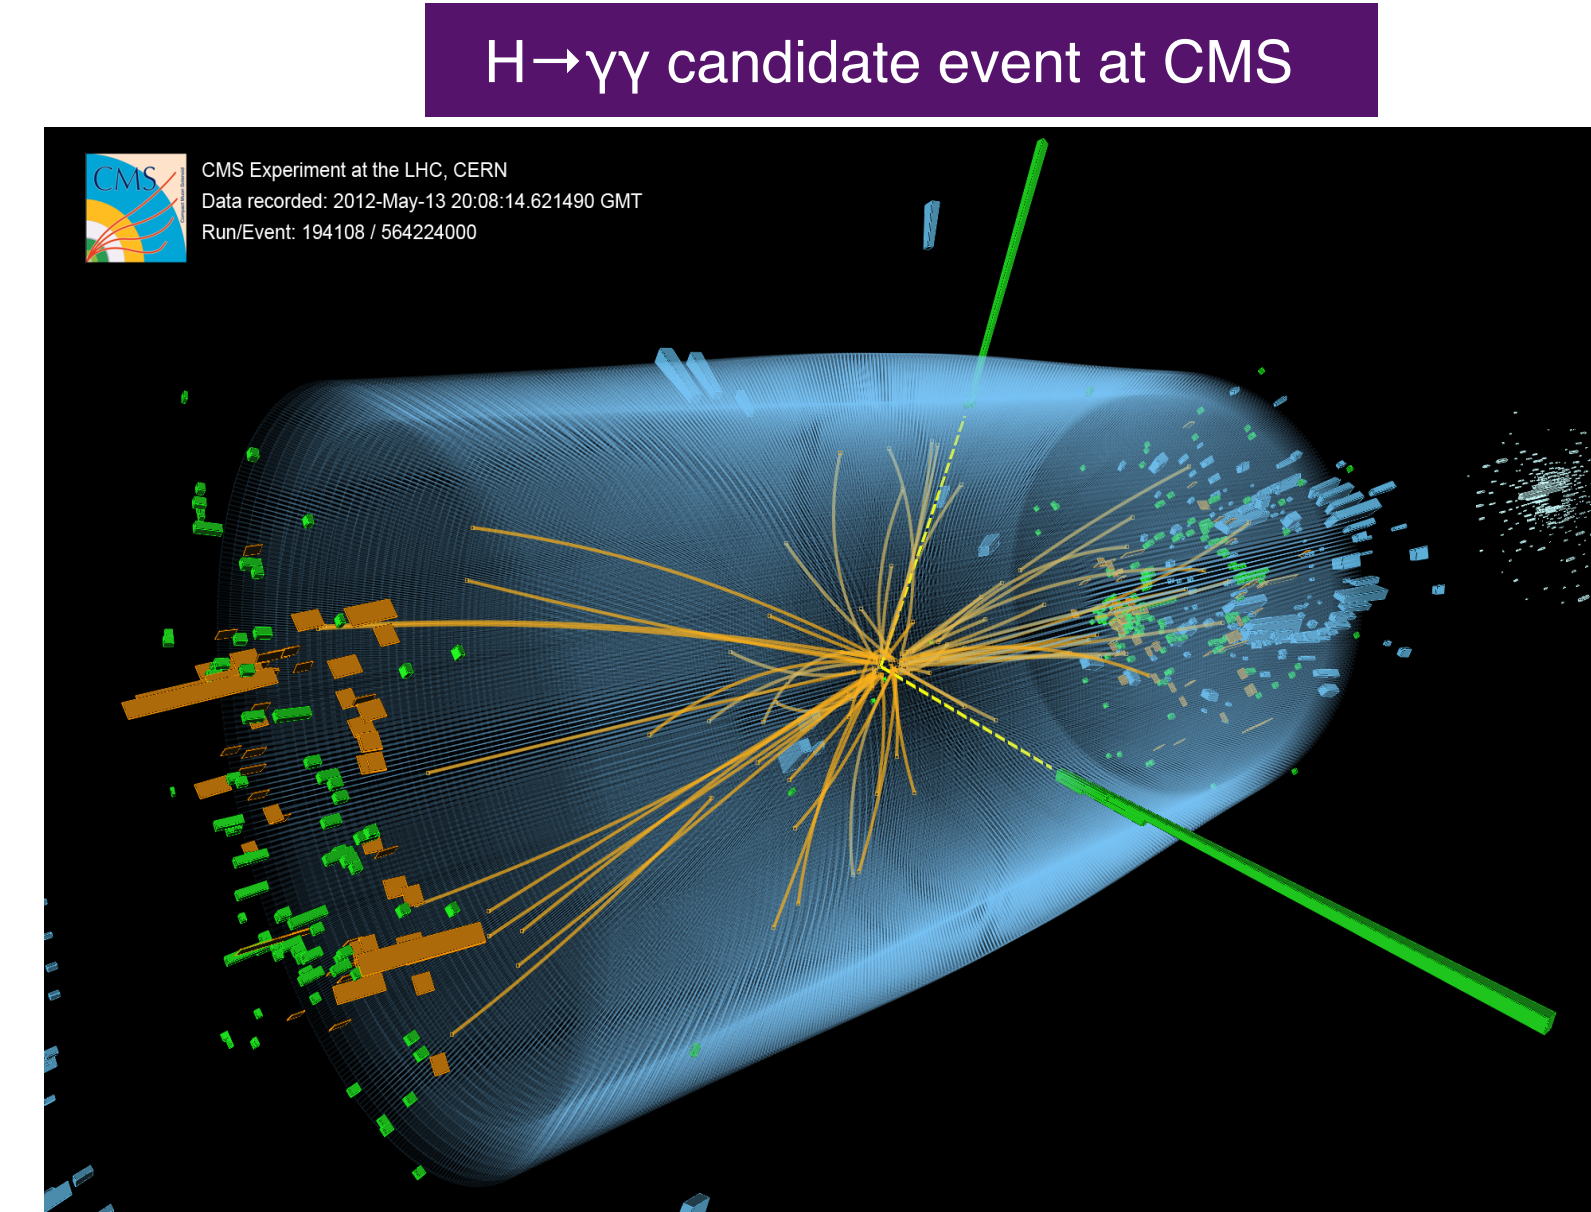 H→γγ candidate event at CMS
CMS
CMS Experiment at the LHC, CERN
Data recorded: 2012-May-13 20:08:14.621490 GMT
Run/Event: 194108 / 564224000